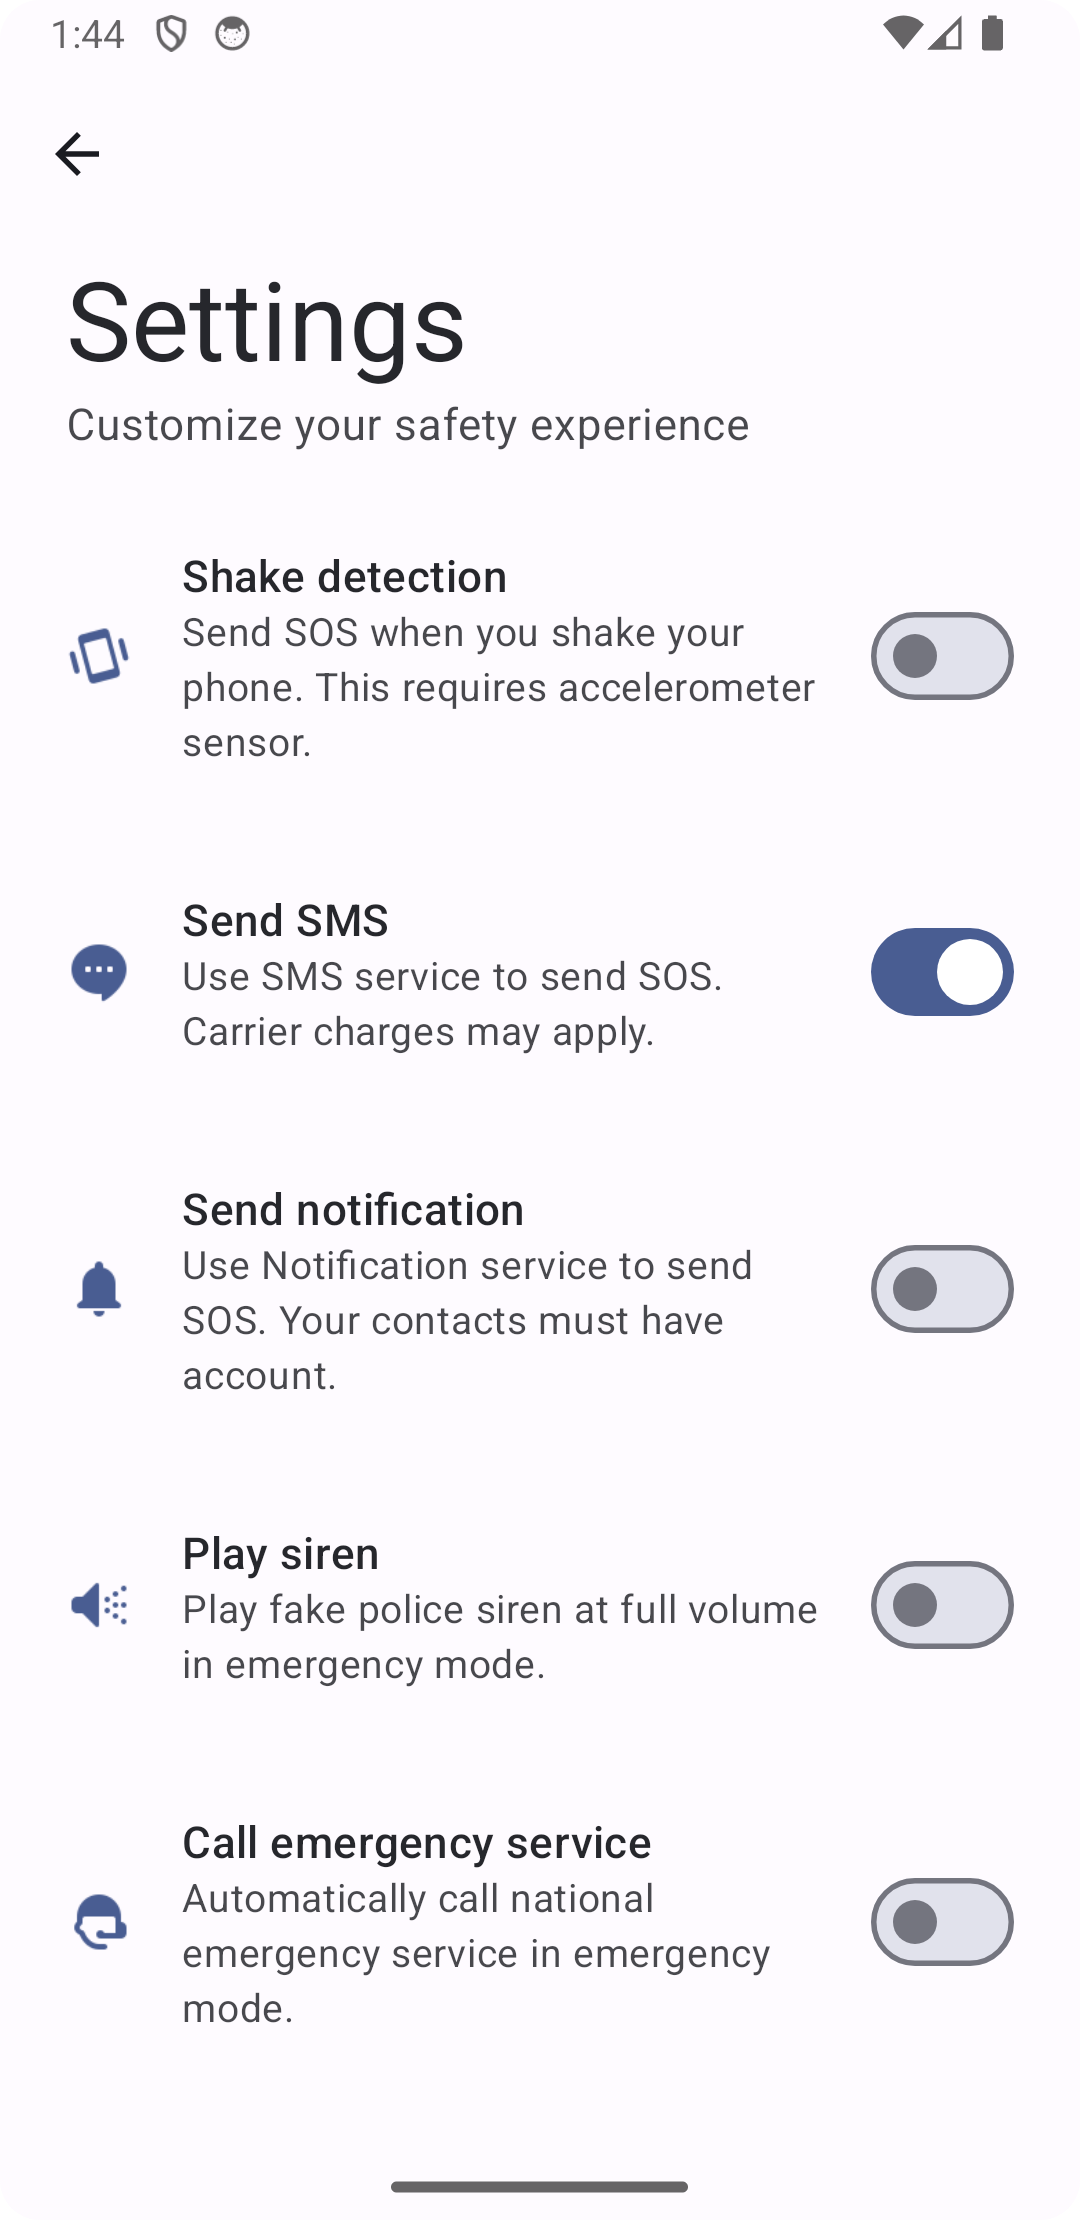 1:44
Settings
Customize your safety experience
Shake detection
Send SOS when you shake your
phone. This requires accelerometer
sensor.
Send SMS
Use SMS service to send SOS.
Carrier charges may apply.
Send notification
Use Notification service to send
SOS. Your contacts must have
account.
Play siren
Play fake police siren at full volume
in emergency mode.
Call emergency service
Automatically call national
emergency service in emergency
mode.